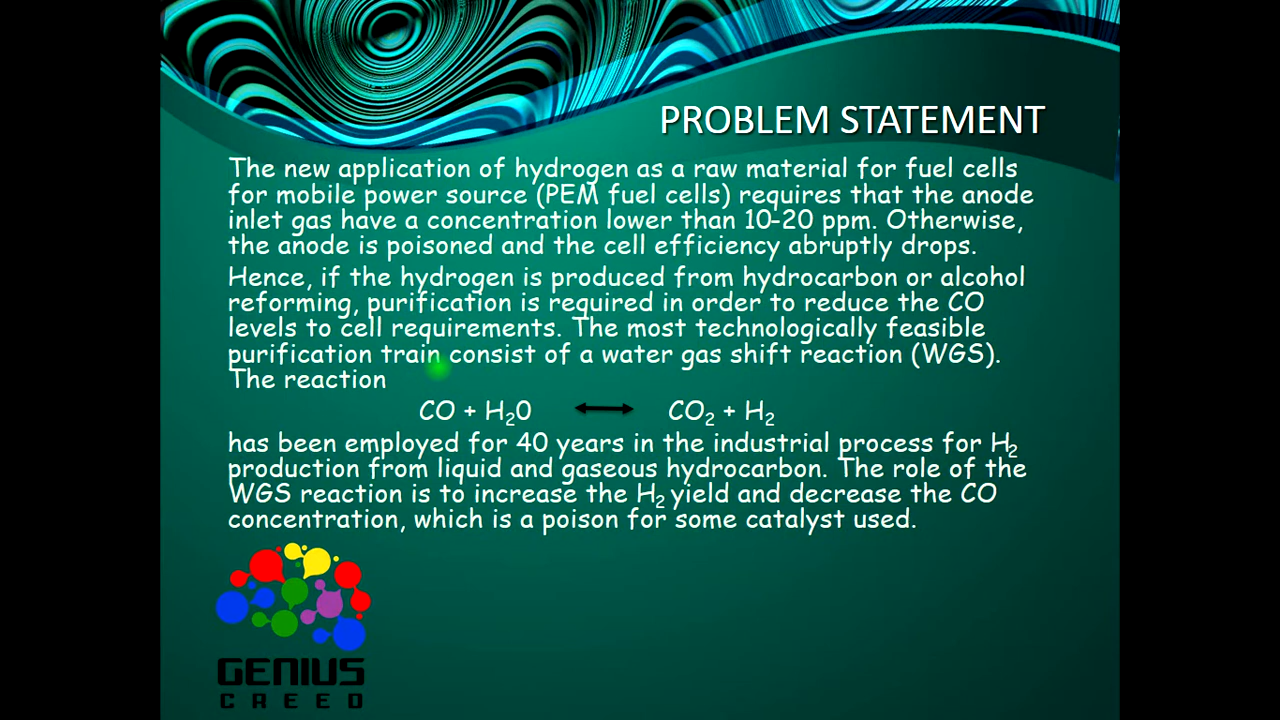 PROBLEM STATEMENT
The new application of hydrogen as a raw material for fuel cells
for mobile power source (PEM fuel cells) requires that the anode
inlet gas have a concentration lower than 10-20 ppm. Otherwise,
the anode is poisoned and the cell efficiency abruptly drops.
Hence, if the hydrogen is produced from hydrocarbon or alcohol
reforming, purification is required in order to reduce the CO
levels to cell requirements. The most technologically feasible
purification train consist of a water gas shift reaction (WGS).
The reaction
CO + H₂0 ⟷ CO₂ + H₂
has been employed for 40 years in the industrial process for H₂
production from liquid and gaseous hydrocarbon. The role of the
WGS reaction is to increase the H₂ yield and decrease the CO
concentration, which is a poison for some catalyst used.
GENIUS
CREED